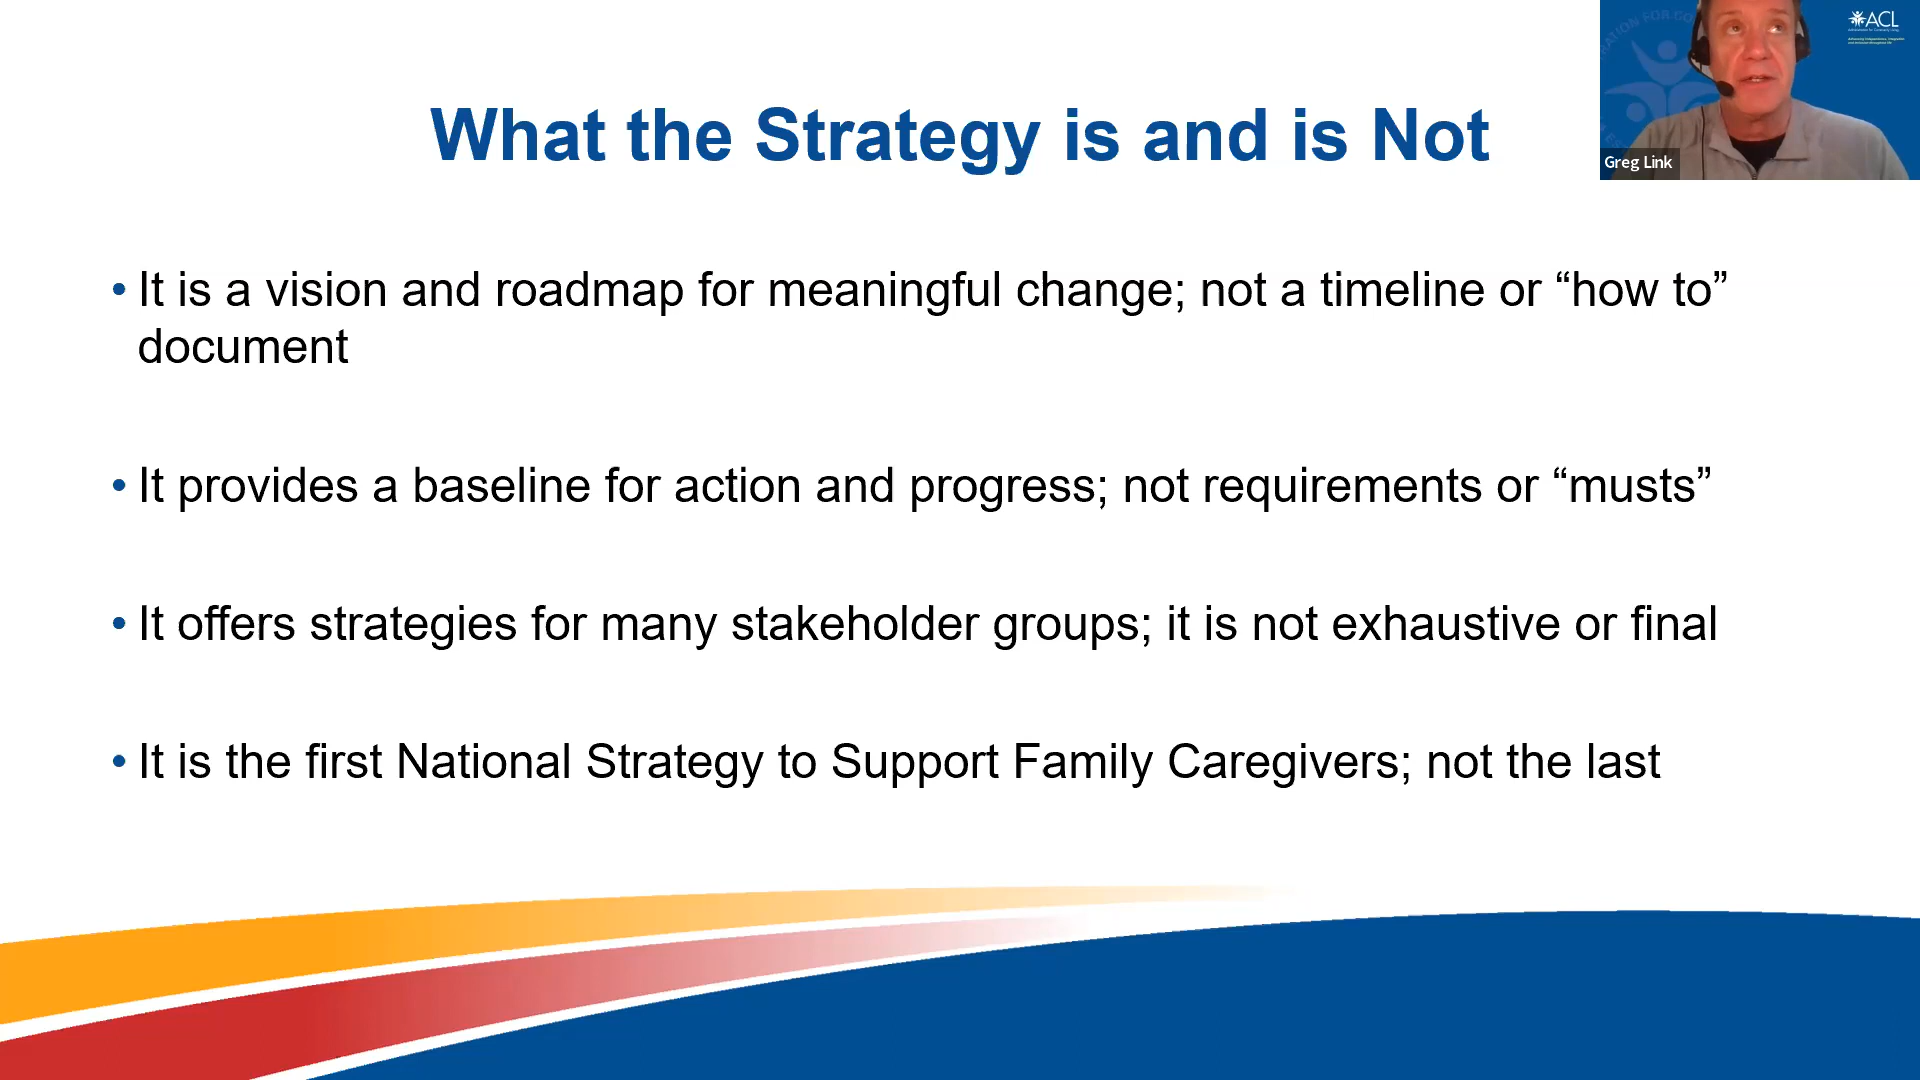 What the Strategy is and is Not
ACL
Greg Link
• It is a vision and roadmap for meaningful change; not a timeline or “how to”
document
• It provides a baseline for action and progress; not requirements or “musts”
• It offers strategies for many stakeholder groups; it is not exhaustive or final
• It is the first National Strategy to Support Family Caregivers; not the last